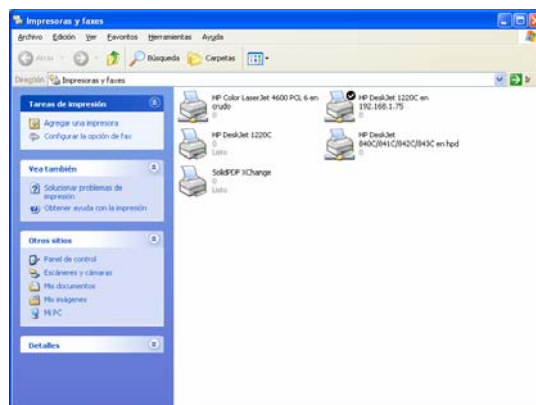 Impresoras y faxes
Archivo Edición Ver Favoritos Herramientas Ayuda
Atrás Búsqueda Carpetas
Dirección Impresoras y faxes Ir
Tareas de impresión
Agregar una impresora
Configurar la opción de fax
Vea también
Solucionar problemas de
impresión
Obtener ayuda con la impresión
Otros sitios
Panel de control
Escáneres y cámaras
Mis documentos
Mis imágenes
Mi PC
Detalles
HP Color LaserJet 4600 PCL 6 en
crudo
0
HP DeskJet 1220C en
192.168.1.75
0
HP DeskJet 1220C
0
Listo
HP DeskJet
840C/841C/842C/843C en hpd
0
SolidPDF XChange
0
Listo